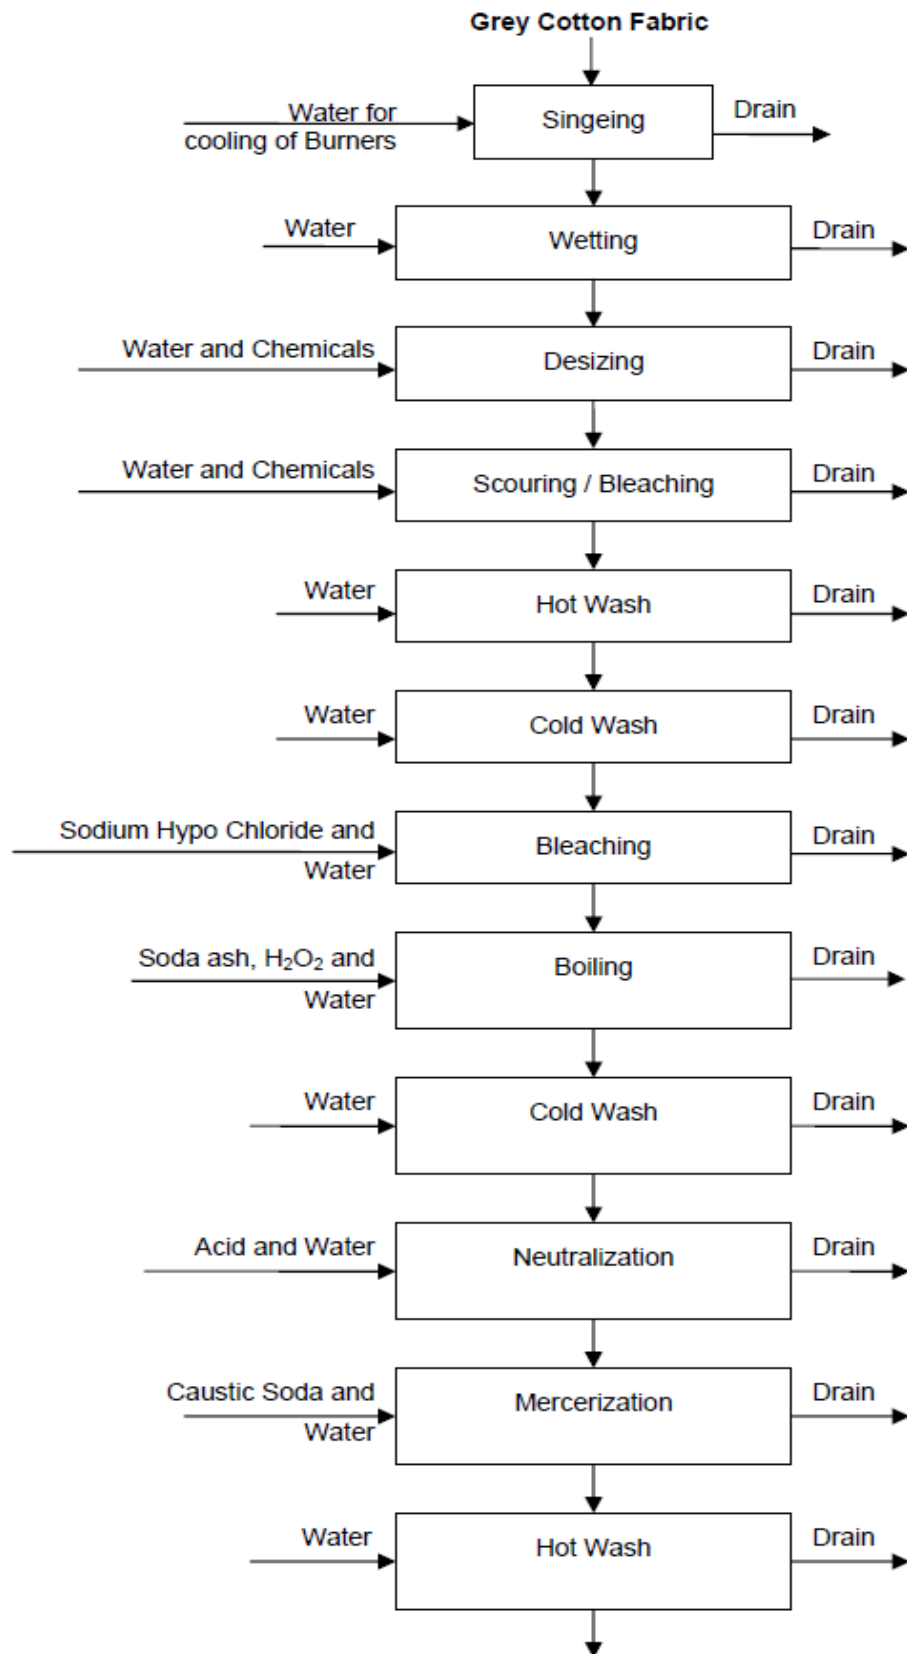 Grey Cotton Fabric
Water for
cooling of Burners
Singeing
Drain
Water
Wetting
Drain
Water and Chemicals
Desizing
Drain
Water and Chemicals
Scouring / Bleaching
Drain
Water
Hot Wash
Drain
Water
Cold Wash
Drain
Sodium Hypo Chloride and
Water
Bleaching
Drain
Soda ash, H₂O₂ and
Water
Boiling
Drain
Water
Cold Wash
Drain
Acid and Water
Neutralization
Drain
Caustic Soda and
Water
Mercerization
Drain
Water
Hot Wash
Drain